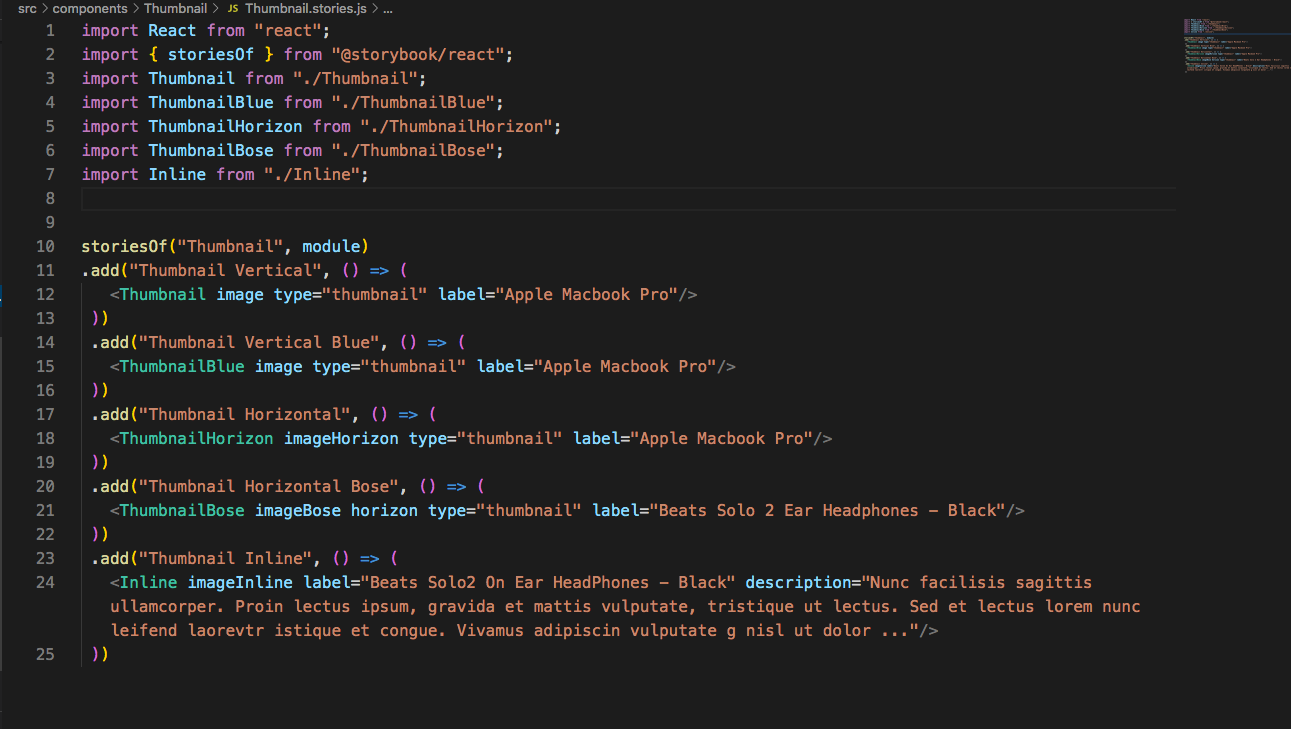 src > components > Thumbnail > JS Thumbnail.stories.js > ...
1 import React from "react";
2 import { storiesOf } from "@storybook/react";
3 import Thumbnail from "./Thumbnail";
4 import ThumbnailBlue from "./ThumbnailBlue";
5 import ThumbnailHorizon from "./ThumbnailHorizon";
6 import ThumbnailBose from "./ThumbnailBose";
7 import Inline from "./Inline";
8
9
10 storiesOf("Thumbnail", module)
11 .add("Thumbnail Vertical", () => (
12 <Thumbnail image type="thumbnail" label="Apple Macbook Pro"/>
13 ))
14 .add("Thumbnail Vertical Blue", () => (
15 <ThumbnailBlue image type="thumbnail" label="Apple Macbook Pro"/>
16 ))
17 .add("Thumbnail Horizontal", () => (
18 <ThumbnailHorizon imageHorizon type="thumbnail" label="Apple Macbook Pro"/>
19 ))
20 .add("Thumbnail Horizontal Bose", () => (
21 <ThumbnailBose imageBose horizon type="thumbnail" label="Beats Solo 2 Ear Headphones – Black"/>
22 ))
23 .add("Thumbnail Inline", () => (
24 <Inline imageInline label="Beats Solo2 On Ear HeadPhones – Black" description="Nunc facilisis sagittis
ullamcorper. Proin lectus ipsum, gravida et mattis vulputate, tristique ut lectus. Sed et lectus lorem nunc
leifend laorevtr istique et congue. Vivamus adipiscin vulputate g nisl ut dolor ..."/>
25 ))